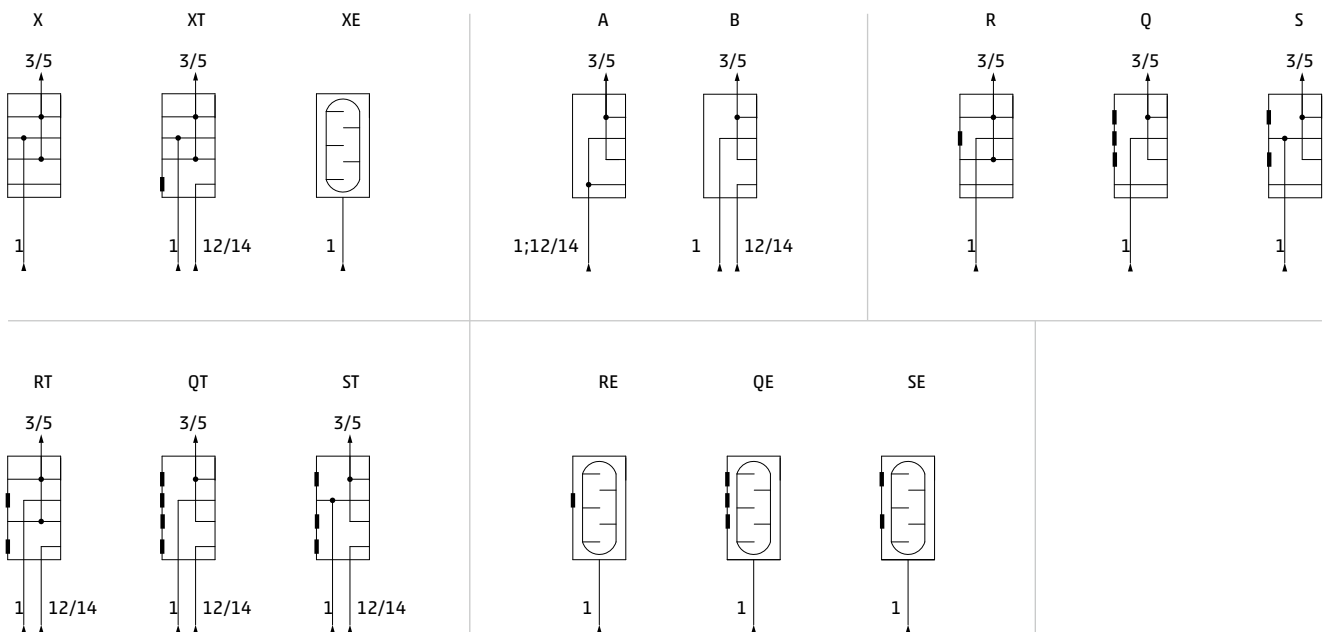 X XT XE A B R Q S
3/5 3/5 3/5 3/5 3/5 3/5 3/5
1 1 12/14 1 1;12/14 1 12/14 1 1 1
RT QT ST RE QE SE
3/5 3/5 3/5
1 12/14 1 12/14 1 12/14 1 1 1